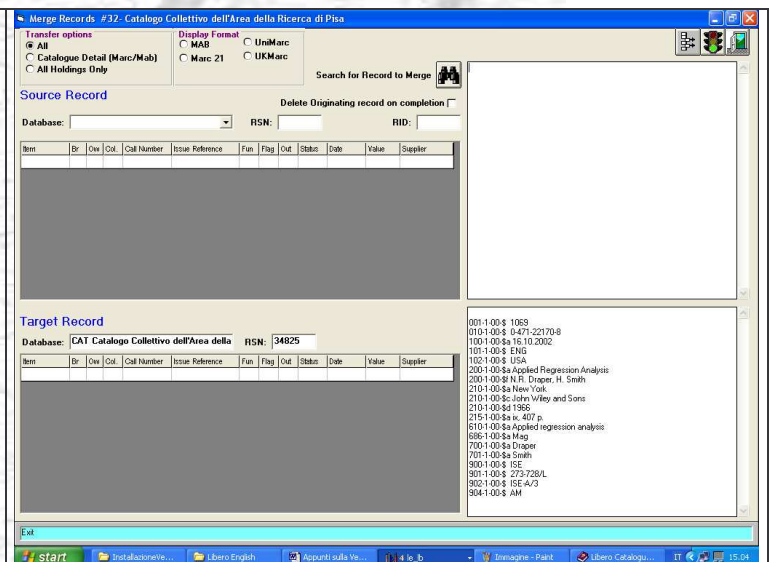 Merge Records #32- Catalogo Collettivo dell'Area della Ricerca di Pisa
Transfer options
All
Catalogue Detail (Marc/Mab)
All Holdings Only
Display Format
MAB
UniMarc
Marc 21
UKMarc
Search for Record to Merge
Source Record
Delete Originating record on completion
Database: RSN: RID:
Item Br Ow Col. Call Number Issue Reference Fun Flag Out Status Date Value Supplier
Target Record
Database: CAT Catalogo Collettivo dell'Area della RSN: 34825
Item Br Ow Col. Call Number Issue Reference Fun Flag Out Status Date Value Supplier
001-1-00-$ 1069
010-1-00-$ 0-471-22170-8
100-1-00-$a 16.10.2002
101-1-00-$ ENG
102-1-00-$ USA
200-1-00-$a Applied Regression Analysis
200-1-00-$f N.R. Draper, H. Smith
210-1-00-$a New York
210-1-00-$c John Wiley and Sons
210-1-00-$d 1966
215-1-00-$a ix, 407 p.
610-1-00-$a Applied regression analysis
686-1-00-$a Mag
700-1-00-$a Draper
701-1-00-$a Smith
900-1-00-$ ISE
901-1-00-$ 273-728/L
902-1-00-$ ISE-A/3
904-1-00-$ AM
Exit
start InstallazioneVe... Libero English Appunti sulla Ve... 4 le_lb Immagine - Paint Libero Catalogu... IT 15.04